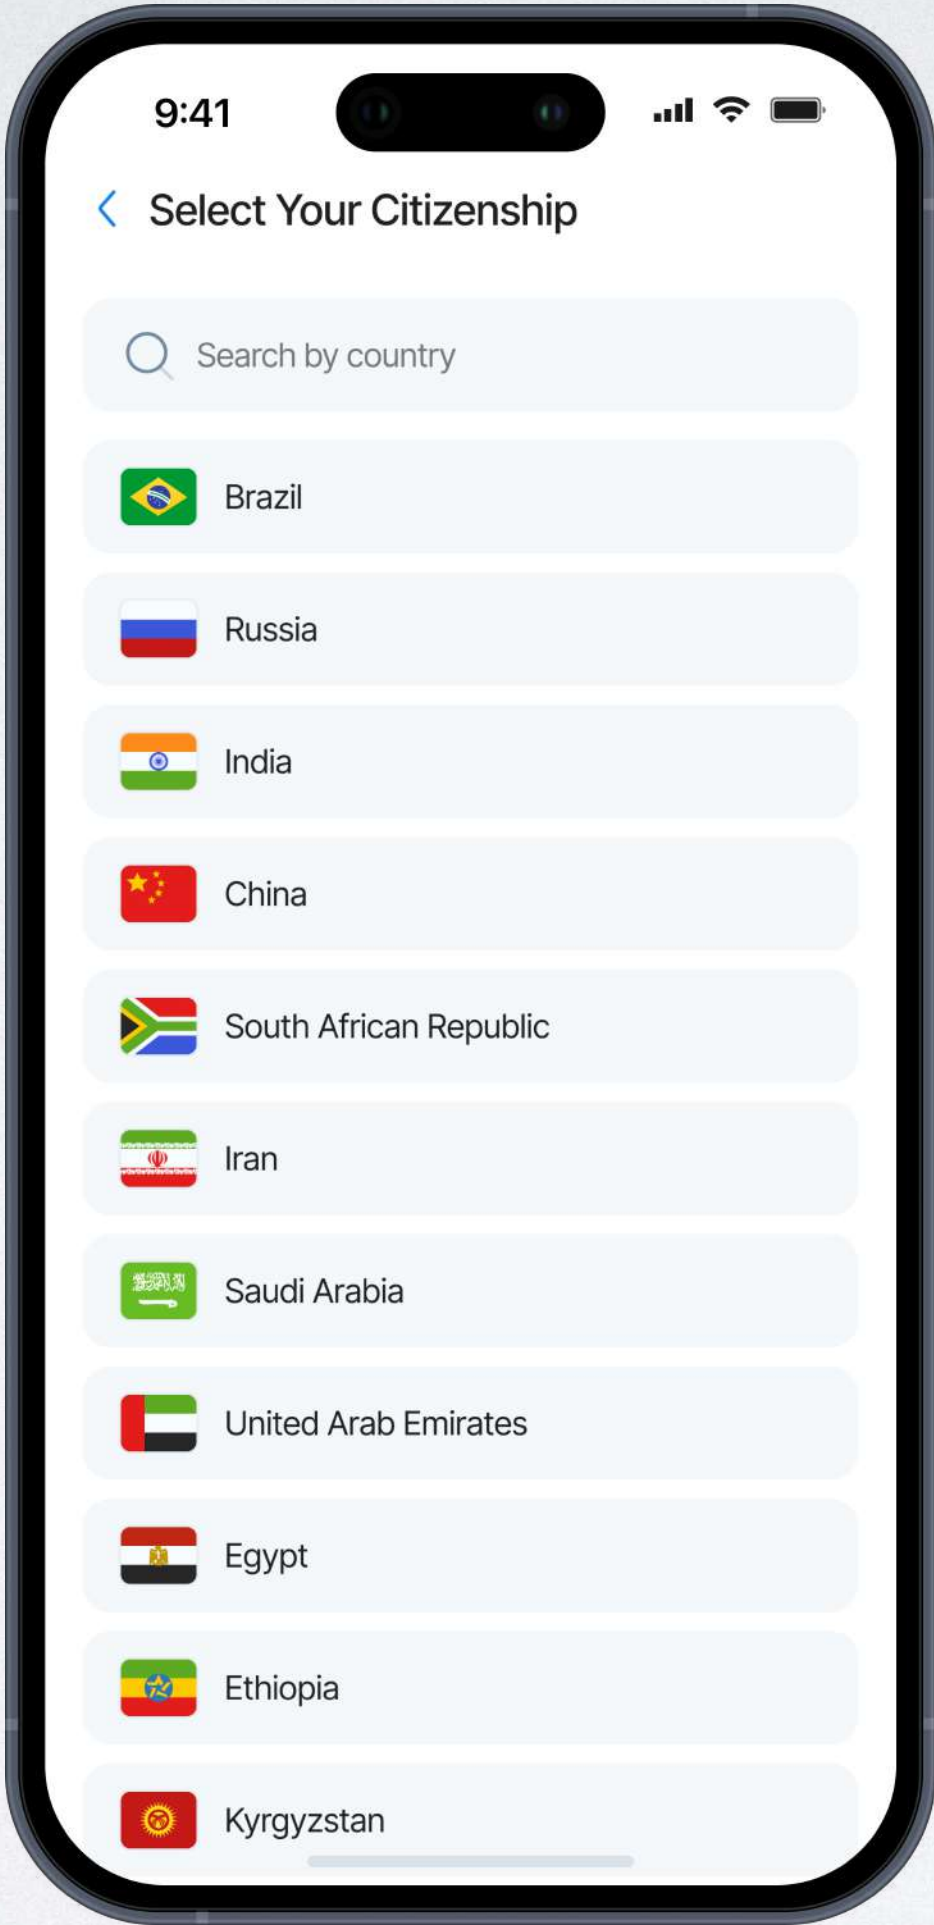 9:41
Select Your Citizenship
Search by country
Brazil
Russia
India
China
South African Republic
Iran
Saudi Arabia
United Arab Emirates
Egypt
Ethiopia
Kyrgyzstan